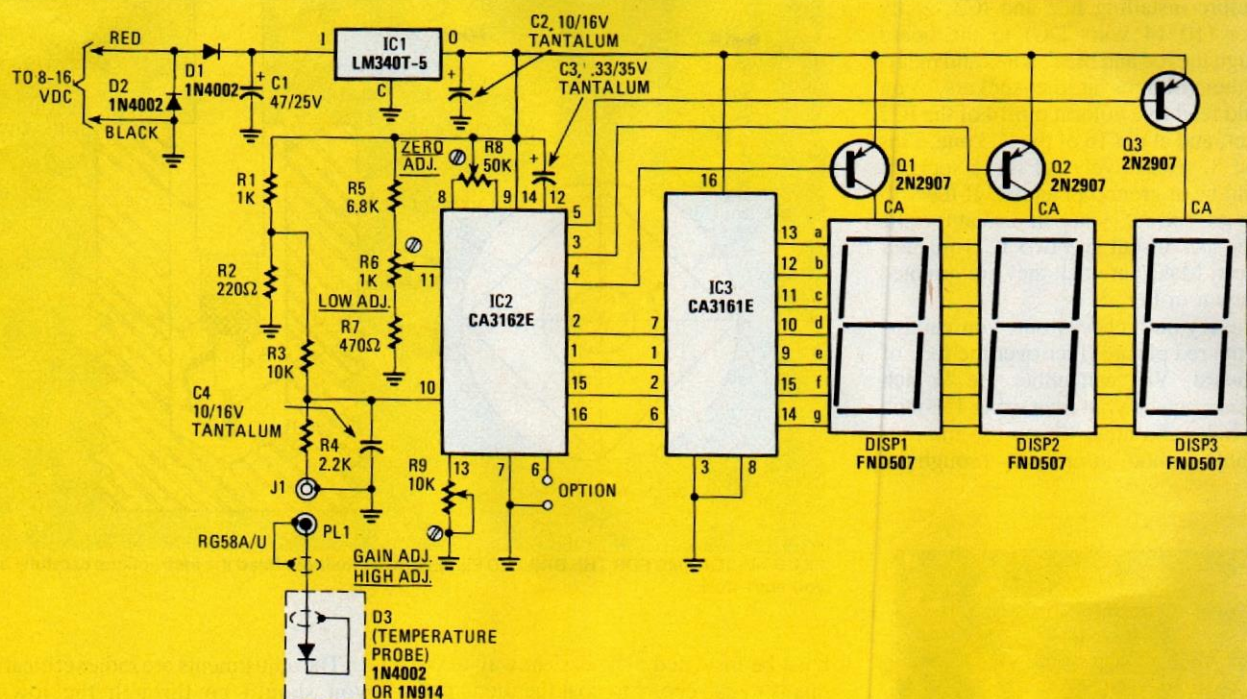 RED
TO 8-16
VDC
BLACK
D2
1N4002
D1
1N4002
+
C1
47/25V
I
IC1
LM340T-5
O
C
+
C2, 10/16V
TANTALUM
C3, .33/35V
TANTALUM
+
ZERO
ADJ.
R8
50K
R1
1K
R2
220Ω
R3
10K
R5
6.8K
R6
1K
LOW ADJ.
R7
470Ω
C4
10/16V
TANTALUM
R4
2.2K
J1
PL1
RG58A/U
D3
(TEMPERATURE
PROBE)
1N4002
OR 1N914
R9
10K
GAIN ADJ.
HIGH ADJ.
8
9
14
12
11
10
13
7
6
OPTION
IC2
CA3162E
5
3
4
2
1
15
16
16
IC3
CA3161E
7
1
2
6
3
8
13 a
12 b
11 c
10 d
9 e
15 f
14 g
Q1
2N2907
Q2
2N2907
Q3
2N2907
CA
CA
CA
DISP1
FND507
DISP2
FND507
DISP3
FND507